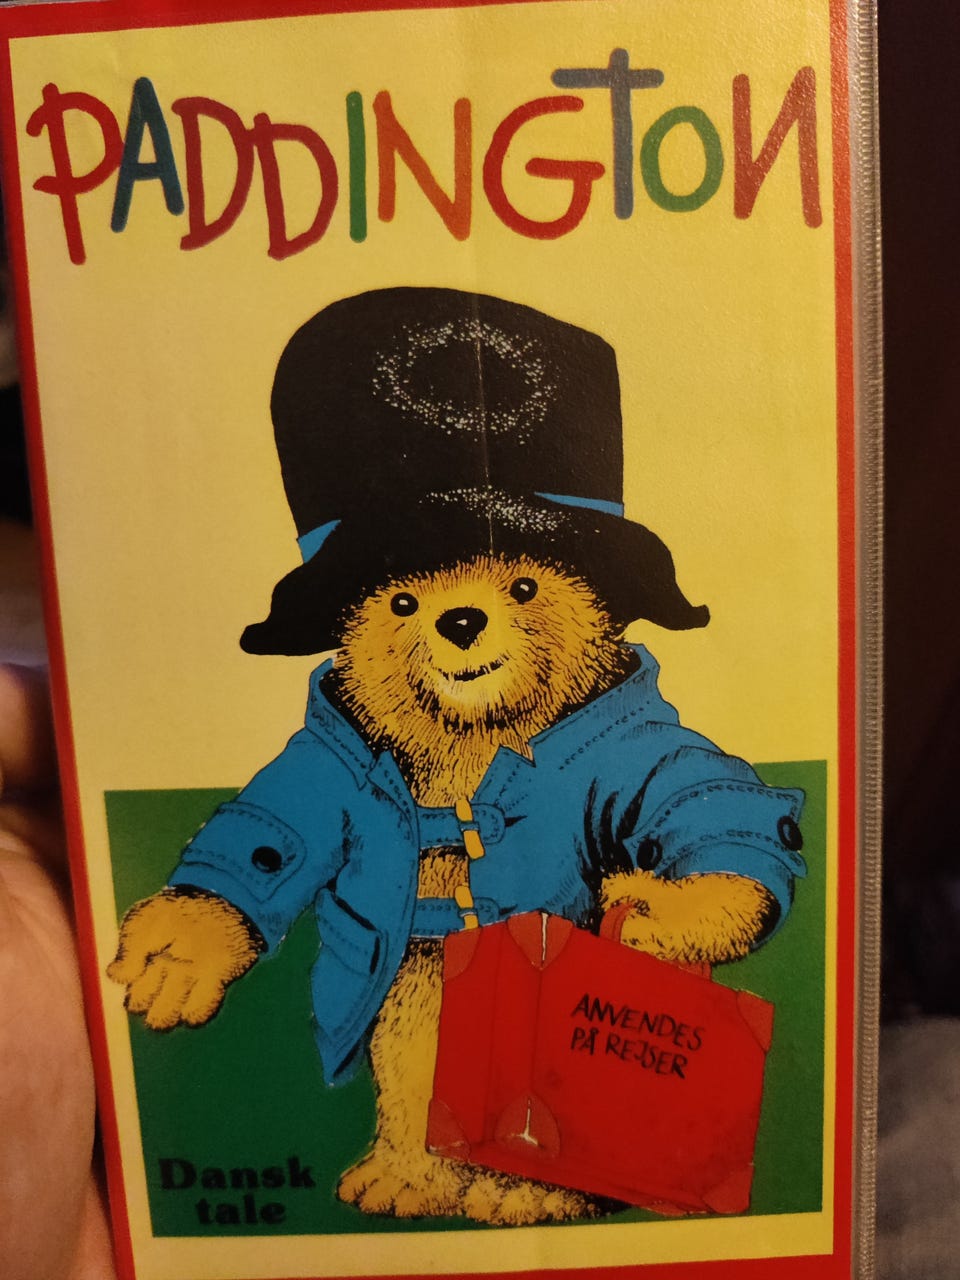 PADDINGTON
ANVENDES
PÅ REJSER
Dansk
tale